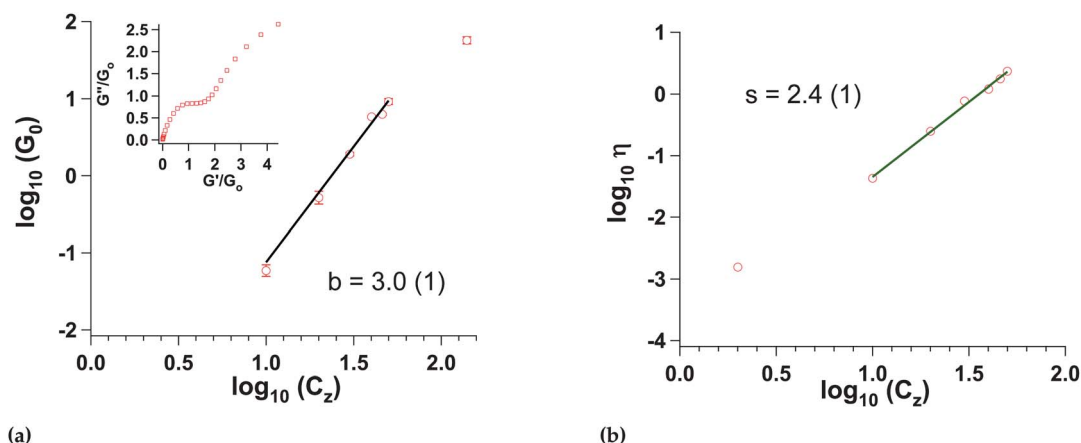 2
1
0
-1
-2
log10 (G0)
0.0 0.5 1.0 1.5 2.0
log10 (Cz)
b = 3.0 (1)
2.5
2.0
1.5
1.0
0.5
0.0
G''/Go
0 1 2 3 4
G'/Go
(a)
1
0
-1
-2
-3
-4
log10 η
s = 2.4 (1)
0.0 0.5 1.0 1.5 2.0
log10 (Cz)
(b)